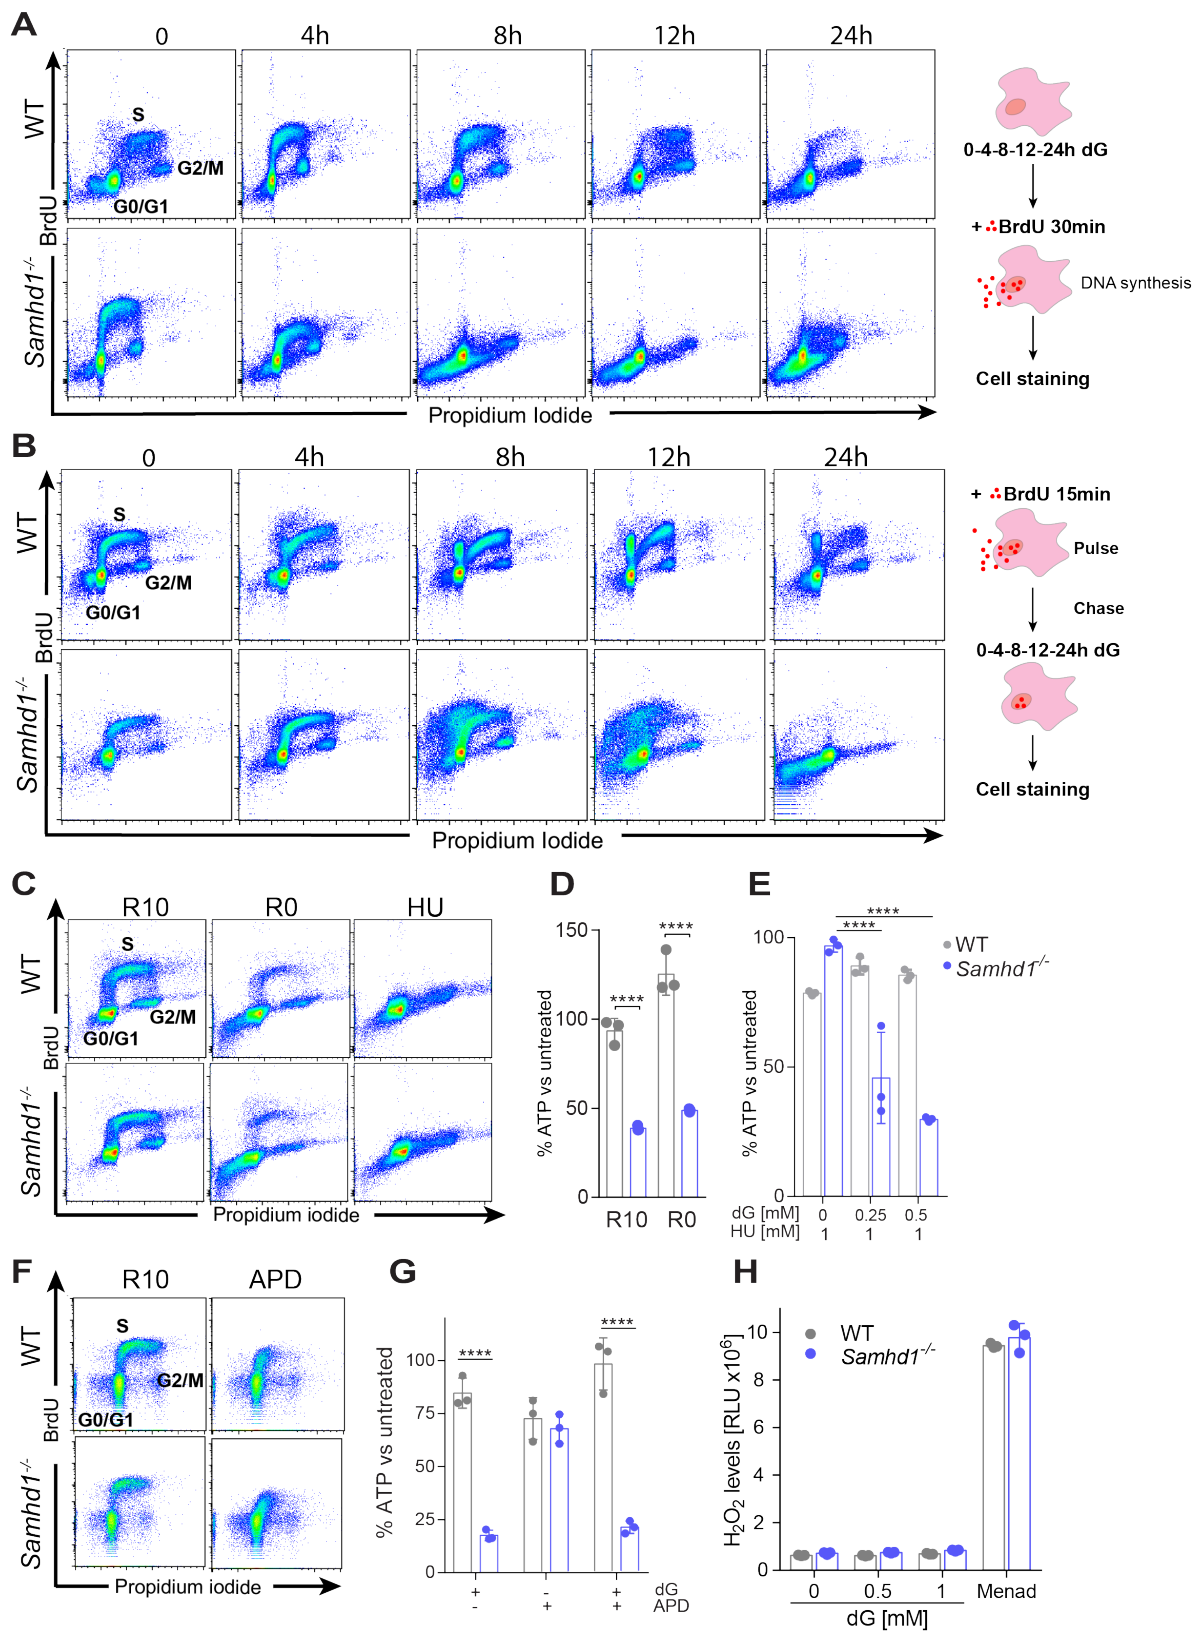 A
0 4h 8h 12h 24h
WT
S
G2/M
G0/G1
BrdU
Samhd1-/-
Propidium Iodide
0-4-8-12-24h dG
+ BrdU 30min
DNA synthesis
Cell staining
B
0 4h 8h 12h 24h
WT
S
G2/M
G0/G1
BrdU
Samhd1-/-
Propidium Iodide
+ BrdU 15min
Pulse
Chase
0-4-8-12-24h dG
Cell staining
C
R10 R0 HU
WT
S
G2/M
G0/G1
BrdU
Samhd1-/-
Propidium iodide
D
% ATP vs untreated
150
100
50
0
****
****
R10 R0
E
% ATP vs untreated
100
50
0
****
****
WT
Samhd1-/-
dG [mM] 0 0.25 0.5
HU [mM] 1 1 1
F
R10 APD
WT
S
G2/M
G0/G1
BrdU
Samhd1-/-
Propidium iodide
G
% ATP vs untreated
100
75
50
25
0
****
****
+ - + dG
- + + APD
H
H2O2 levels [RLU x10⁶]
10
8
6
4
2
0
WT
Samhd1-/-
0 0.5 1 Menad
dG [mM]